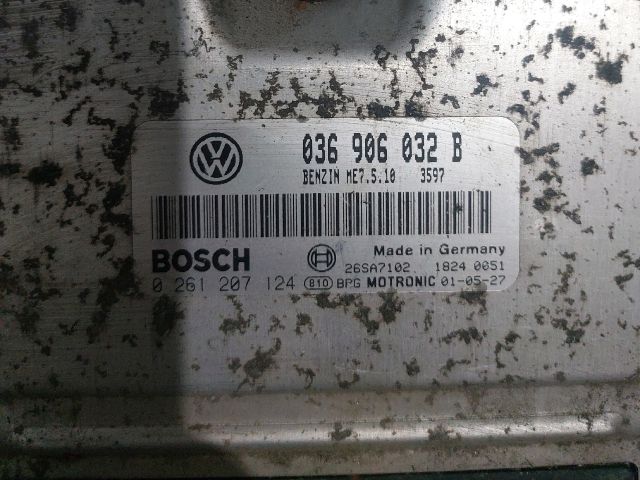 036 906 032 B
BENZIN ME7.5.10 3597
Made in Germany
BOSCH 26SA7102 1824 0051
0 261 207 124 810 BPG MOTRONIC 01-05-27